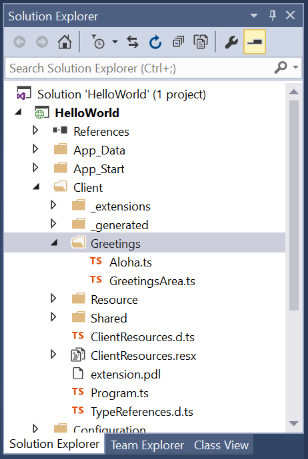 Solution Explorer
Search Solution Explorer (Ctrl+;)
Solution 'HelloWorld' (1 project)
HelloWorld
References
App_Data
App_Start
Client
_extensions
_generated
Greetings
TS Aloha.ts
TS GreetingsArea.ts
Resource
Shared
TS ClientResources.d.ts
ClientResources.resx
extension.pdl
TS Program.ts
TS TypeReferences.d.ts
Configuration
Solution Explorer Team Explorer Class View